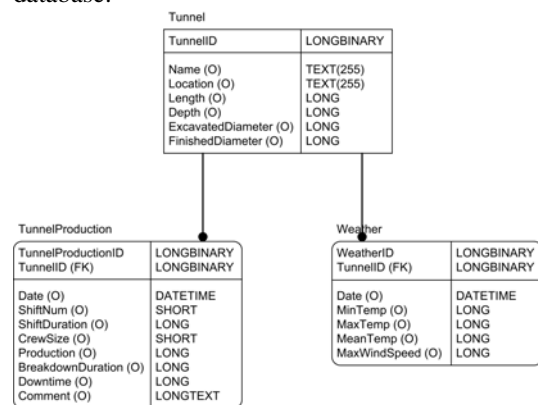 database.
Tunnel
TunnelID LONGBINARY
Name (O) TEXT(255)
Location (O) TEXT(255)
Length (O) LONG
Depth (O) LONG
ExcavatedDiameter (O) LONG
FinishedDiameter (O) LONG
TunnelProduction
TunnelProductionID LONGBINARY
TunnelID (FK) LONGBINARY
Date (O) DATETIME
ShiftNum (O) SHORT
ShiftDuration (O) LONG
CrewSize (O) SHORT
Production (O) LONG
BreakdownDuration (O) LONG
Downtime (O) LONG
Comment (O) LONGTEXT
Weather
WeatherID LONGBINARY
TunnelID (FK) LONGBINARY
Date (O) DATETIME
MinTemp (O) LONG
MaxTemp (O) LONG
MeanTemp (O) LONG
MaxWindSpeed (O) LONG